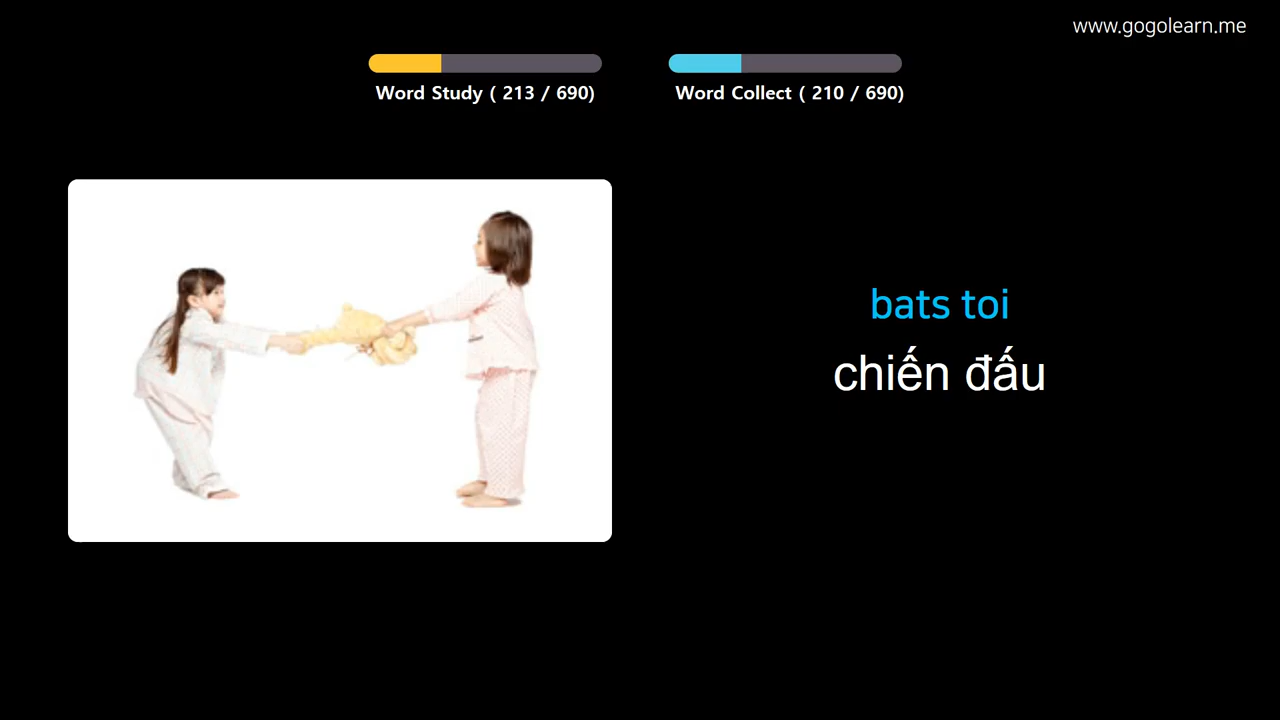 www.gogolearn.me
Word Study ( 213 / 690)
Word Collect ( 210 / 690)
bats toi
chiến đấu